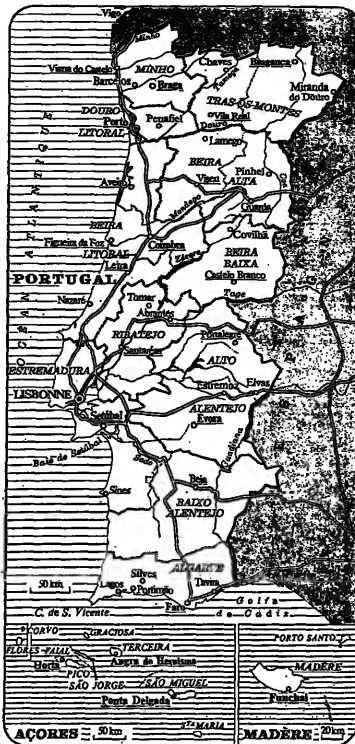 Vigo
Minho
Viana do Castelo
MINHO
Chaves
Bragança
Barcelos
Braga
Miranda
do Douro
TRAS-OS-MONTES
DOURO
Porto
Penafiel
Vila Real
LITORAL
Douro
Lamego
BEIRA
Pinhel
Aveiro
Viseu
ALTA
Côa
Mondego
Guarda
BEIRA
Covilhã
Figueira da Foz
LITORAL
Coimbra
Leiria
Zêzere
BEIRA
BAIXA
PORTUGAL
Castelo Branco
Tage
Nazaré
Tomar
Abrantes
RIBATEJO
Portalegre
Santarém
ESTREMADURA
ALTO
Estremoz
Elvas
LISBONNE
Setúbal
ALENTEJO
Evora
Guadiana
Baie de Setúbal
Sado
Sines
Beja
BAIXO
ALENTEJO
OCEAN ATLANTIQUE
ALGARVE
50 km
Silves
Tavira
Lagos
Portimão
Faro
C. de S. Vicente
Golfe
de Cadix
CORVO
GRACIOSA
FLORES
FAIAL
TERCEIRA
Horta
Angra do Heroísmo
PICO
SÃO JORGE
SÃO MIGUEL
Ponta Delgada
Sta MARIA
AÇORES
50 km
PORTO SANTO
MADÈRE
Funchal
MADÈRE
20 km